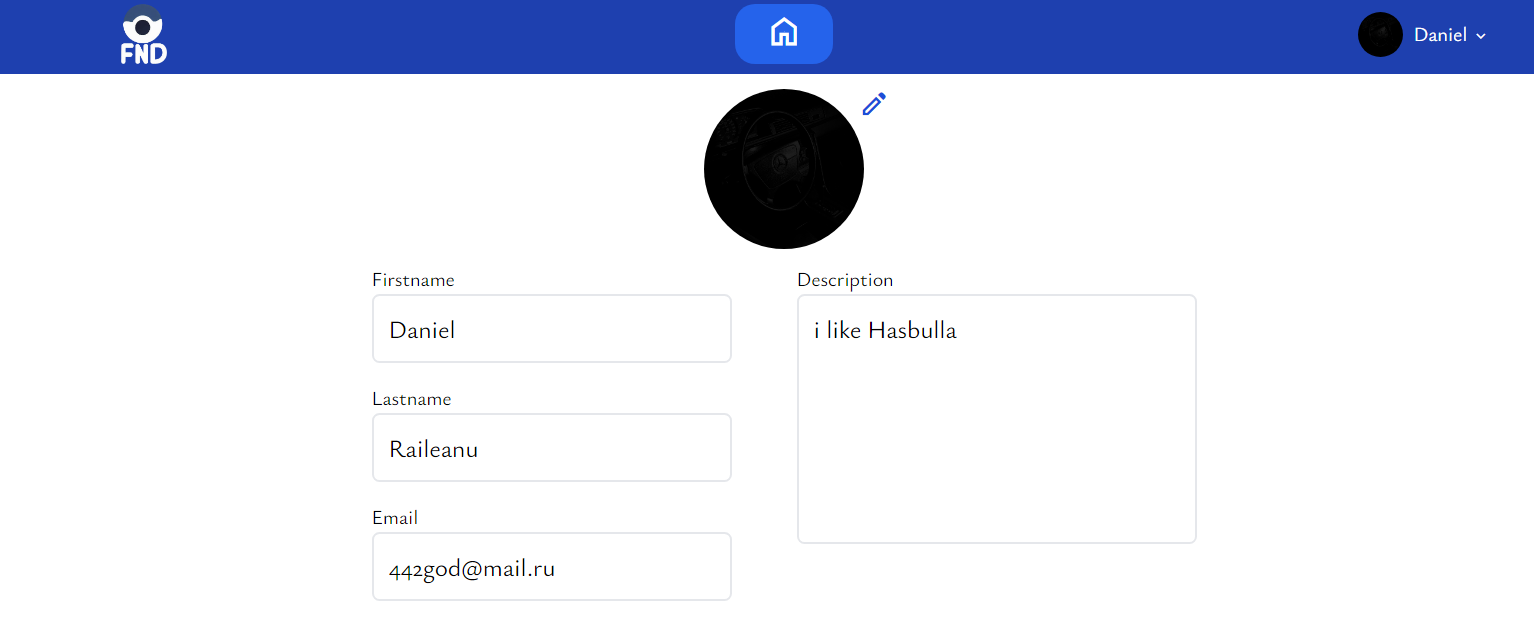 FND
Daniel
Firstname
Daniel
Lastname
Raileanu
Email
442god@mail.ru
Description
i like Hasbulla